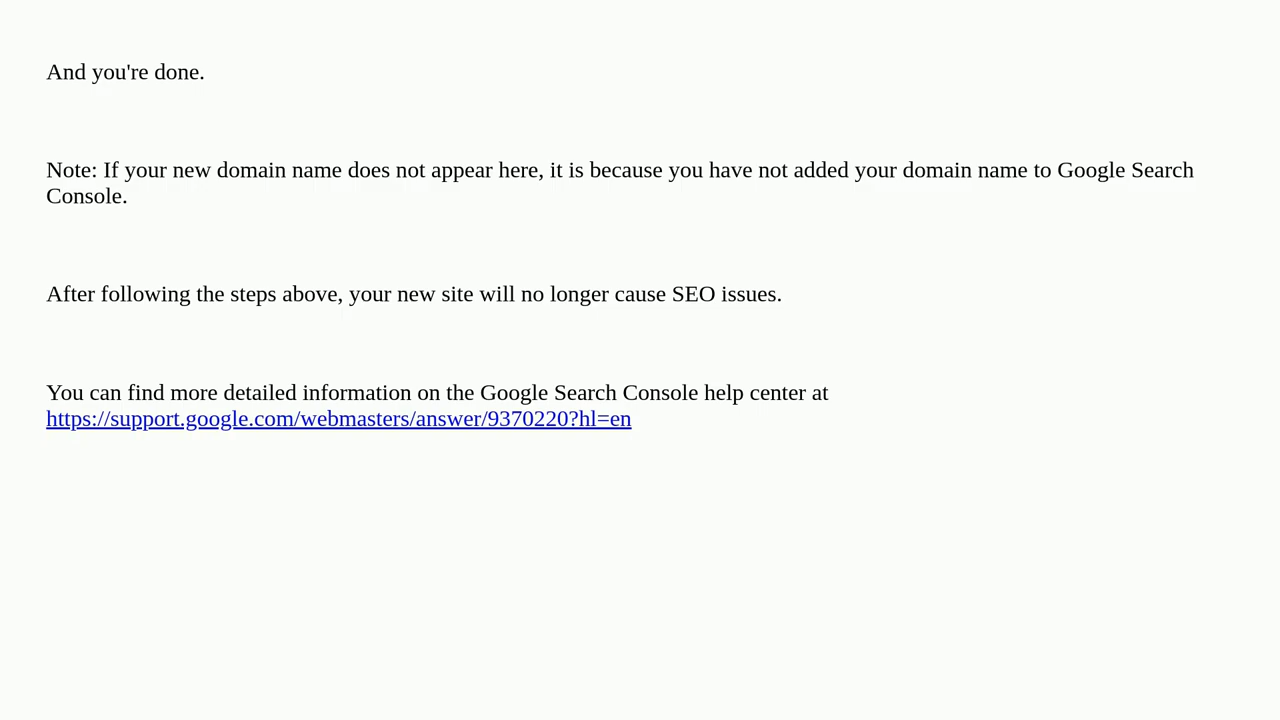 And you're done.
Note: If your new domain name does not appear here, it is because you have not added your domain name to Google Search
Console.
After following the steps above, your new site will no longer cause SEO issues.
You can find more detailed information on the Google Search Console help center at
https://support.google.com/webmasters/answer/9370220?hl=en